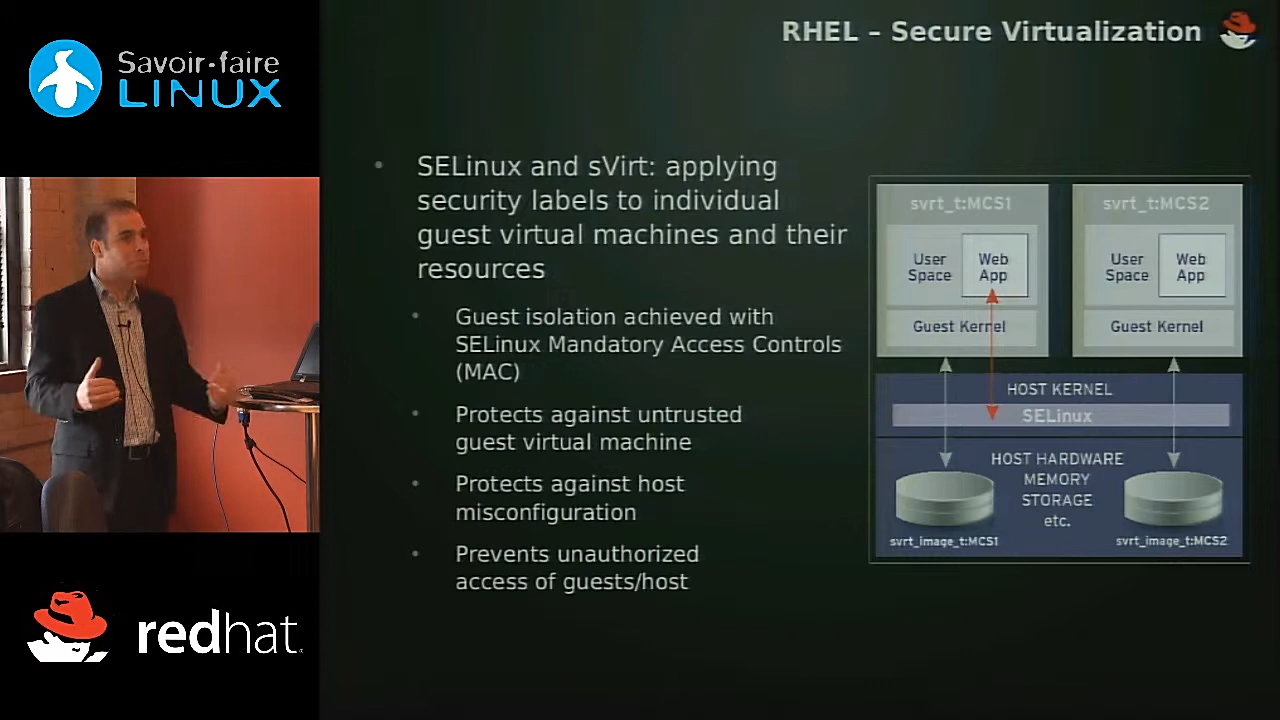 Savoir-faire
LINUX
redhat.
RHEL – Secure Virtualization
SELinux and sVirt: applying
security labels to individual
guest virtual machines and their
resources
Guest isolation achieved with
SELinux Mandatory Access Controls
(MAC)
Protects against untrusted
guest virtual machine
Protects against host
misconfiguration
Prevents unauthorized
access of guests/host
svrt_t:MCS1
User
Space
Web
App
Guest Kernel
svrt_t:MCS2
User
Space
Web
App
Guest Kernel
HOST KERNEL
SELinux
HOST HARDWARE
MEMORY
STORAGE
etc.
svrt_image_t:MCS1
svrt_image_t:MCS2